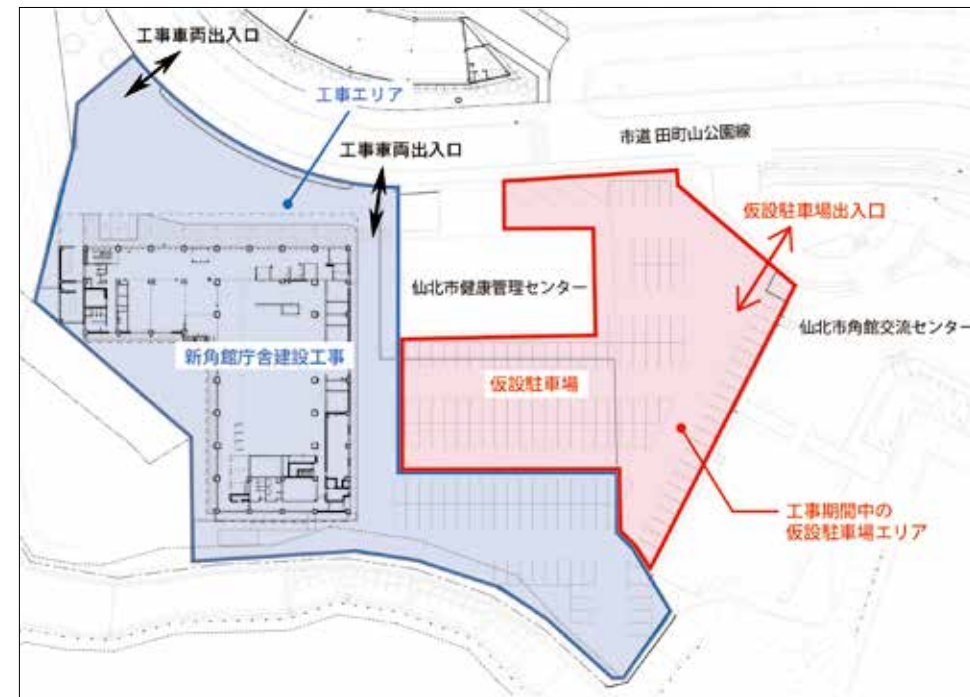 工事車両出入口
工事エリア
工事車両出入口
市道 田町山公園線
仮設駐車場出入口
仙北市健康管理センター
仙北市角館交流センター
新角館庁舎建設工事
仮設駐車場
工事期間中の
仮設駐車場エリア